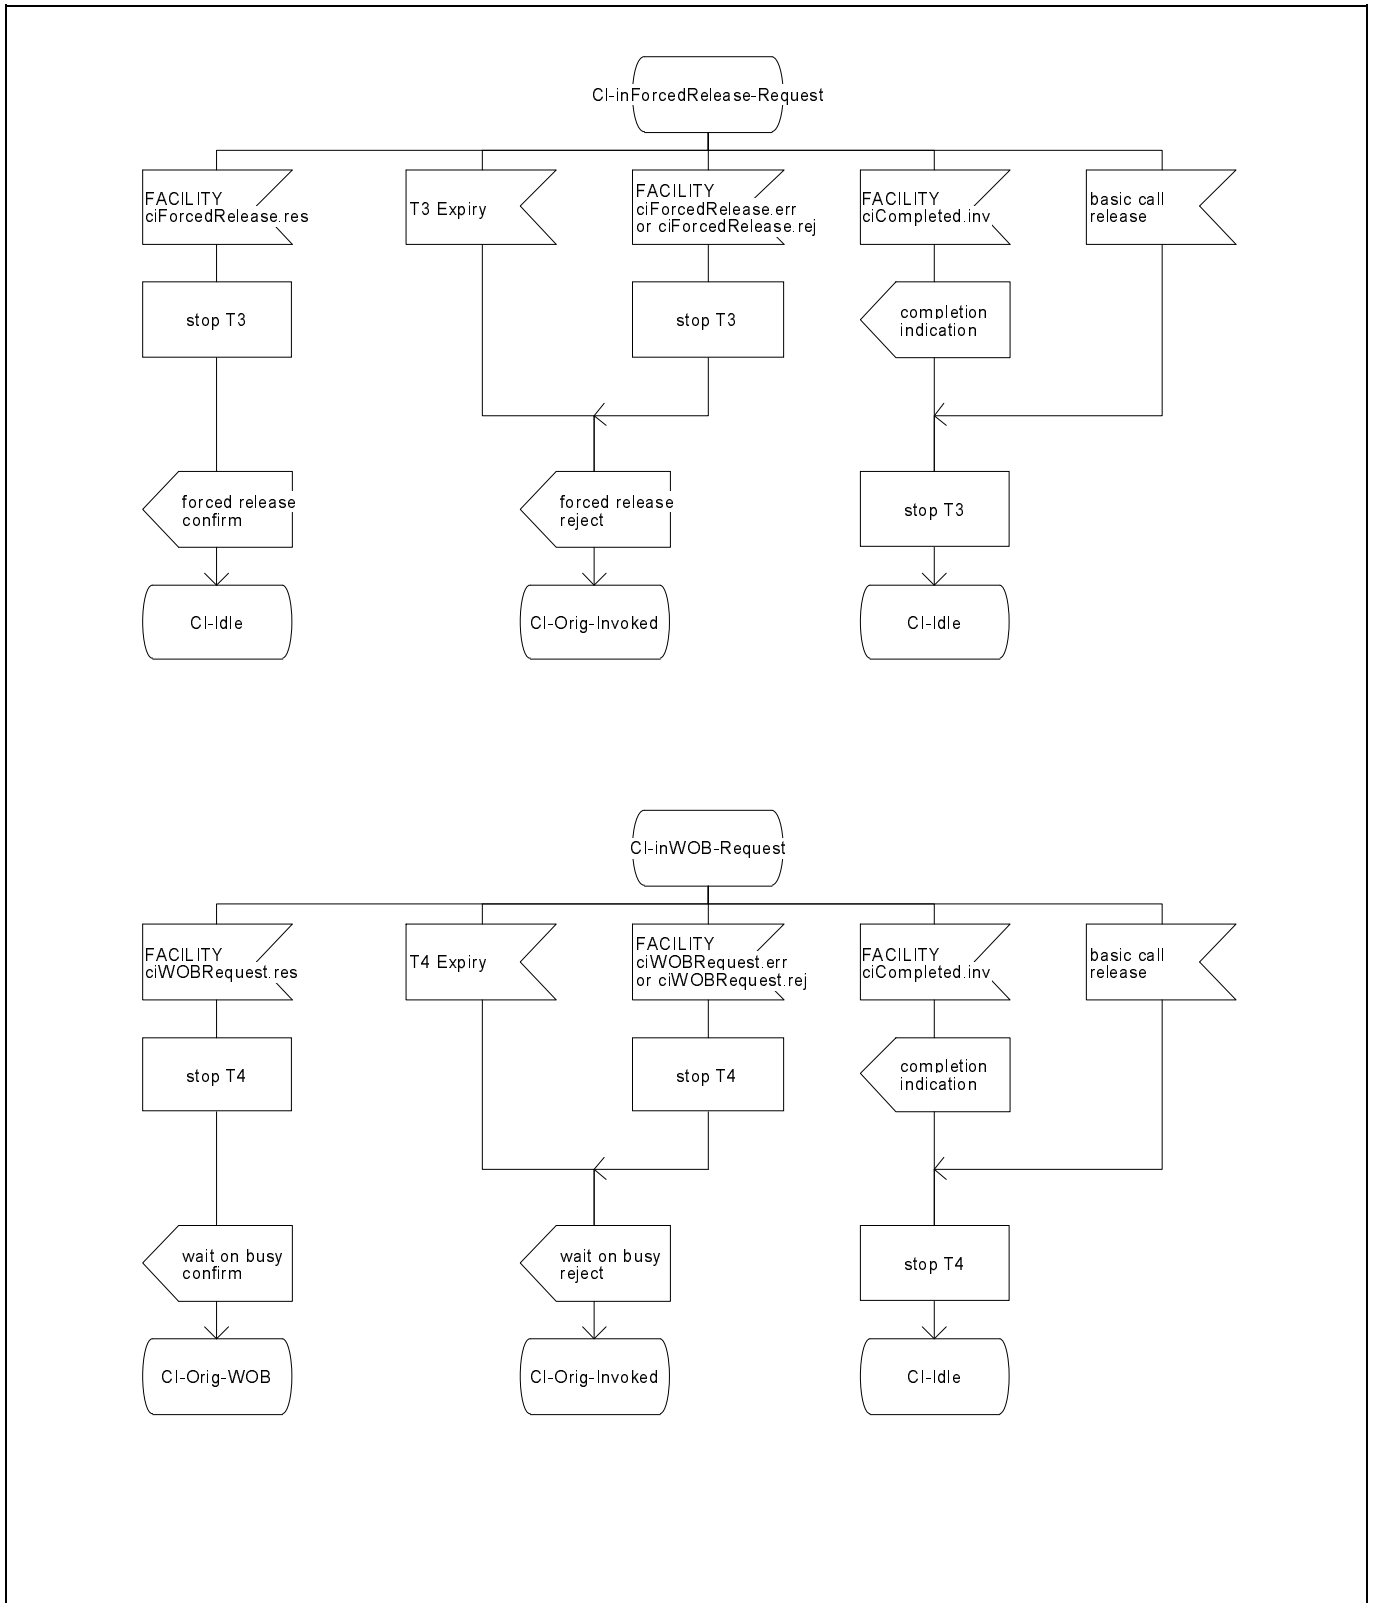 CI-inForcedRelease-Request
FACILITY
ciForcedRelease.res
T3 Expiry
FACILITY
ciForcedRelease.err
or ciForcedRelease.rej
FACILITY
ciCompleted.inv
basic call
release
stop T3
stop T3
completion
indication
forced release
confirm
forced release
reject
stop T3
CI-Idle
CI-Orig-Invoked
CI-Idle
CI-inWOB-Request
FACILITY
ciWOBRequest.res
T4 Expiry
FACILITY
ciWOBRequest.err
or ciWOBRequest.rej
FACILITY
ciCompleted.inv
basic call
release
stop T4
stop T4
completion
indication
wait on busy
confirm
wait on busy
reject
stop T4
CI-Orig-WOB
CI-Orig-Invoked
CI-Idle